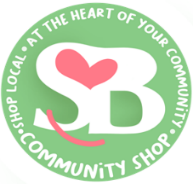 SHOP LOCAL • AT THE HEART OF YOUR COMMUNITY •
SB
COMMUNiTY SHOP